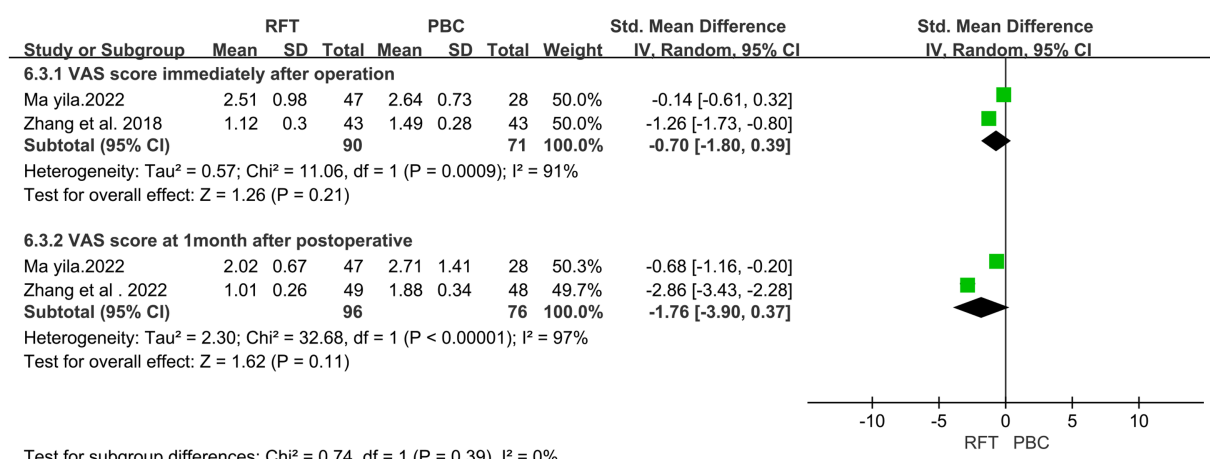 RFT PBC Std. Mean Difference Std. Mean Difference
Study or Subgroup Mean SD Total Mean SD Total Weight IV, Random, 95% CI IV, Random, 95% CI
6.3.1 VAS score immediately after operation
Ma yila.2022 2.51 0.98 47 2.64 0.73 28 50.0% -0.14 [-0.61, 0.32]
Zhang et al. 2018 1.12 0.3 43 1.49 0.28 43 50.0% -1.26 [-1.73, -0.80]
Subtotal (95% CI) 90 71 100.0% -0.70 [-1.80, 0.39]
Heterogeneity: Tau² = 0.57; Chi² = 11.06, df = 1 (P = 0.0009); I² = 91%
Test for overall effect: Z = 1.26 (P = 0.21)
6.3.2 VAS score at 1month after postoperative
Ma yila.2022 2.02 0.67 47 2.71 1.41 28 50.3% -0.68 [-1.16, -0.20]
Zhang et al . 2022 1.01 0.26 49 1.88 0.34 48 49.7% -2.86 [-3.43, -2.28]
Subtotal (95% CI) 96 76 100.0% -1.76 [-3.90, 0.37]
Heterogeneity: Tau² = 2.30; Chi² = 32.68, df = 1 (P < 0.00001); I² = 97%
Test for overall effect: Z = 1.62 (P = 0.11)
-10 -5 0 5 10
RFT PBC
Test for subgroup differences: Chi² = 0.74, df = 1 (P = 0.39), I² = 0%